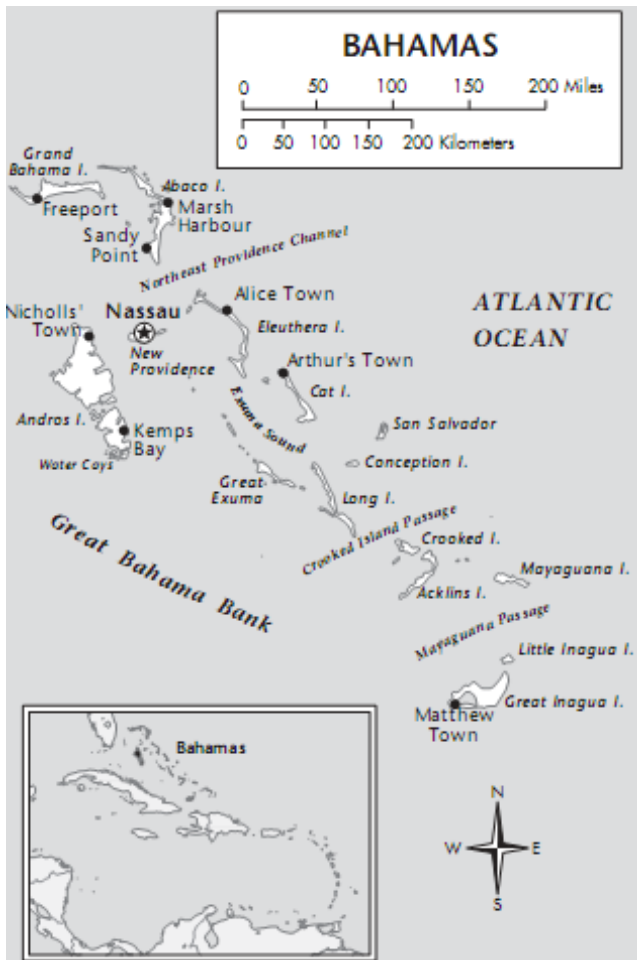 BAHAMAS
0 50 100 150 200 Miles
0 50 100 150 200 Kilometers
Grand
Bahama I.
Abaco I.
Freeport
Marsh
Harbour
Sandy
Point
Northeast Providence Channel
Nicholls'
Town
Nassau
New
Providence
Alice Town
Eleuthera I.
ATLANTIC
OCEAN
Arthur's Town
Cat I.
Exuma Sound
Andros I.
Kemps
Bay
Water Cays
San Salvador
Conception I.
Great
Exuma
Long I.
Great Bahama Bank
Crooked Island Passage
Crooked I.
Mayaguana I.
Acklins I.
Mayaguana Passage
Little Inagua I.
Great Inagua I.
Matthew
Town
Bahamas
N
W E
S